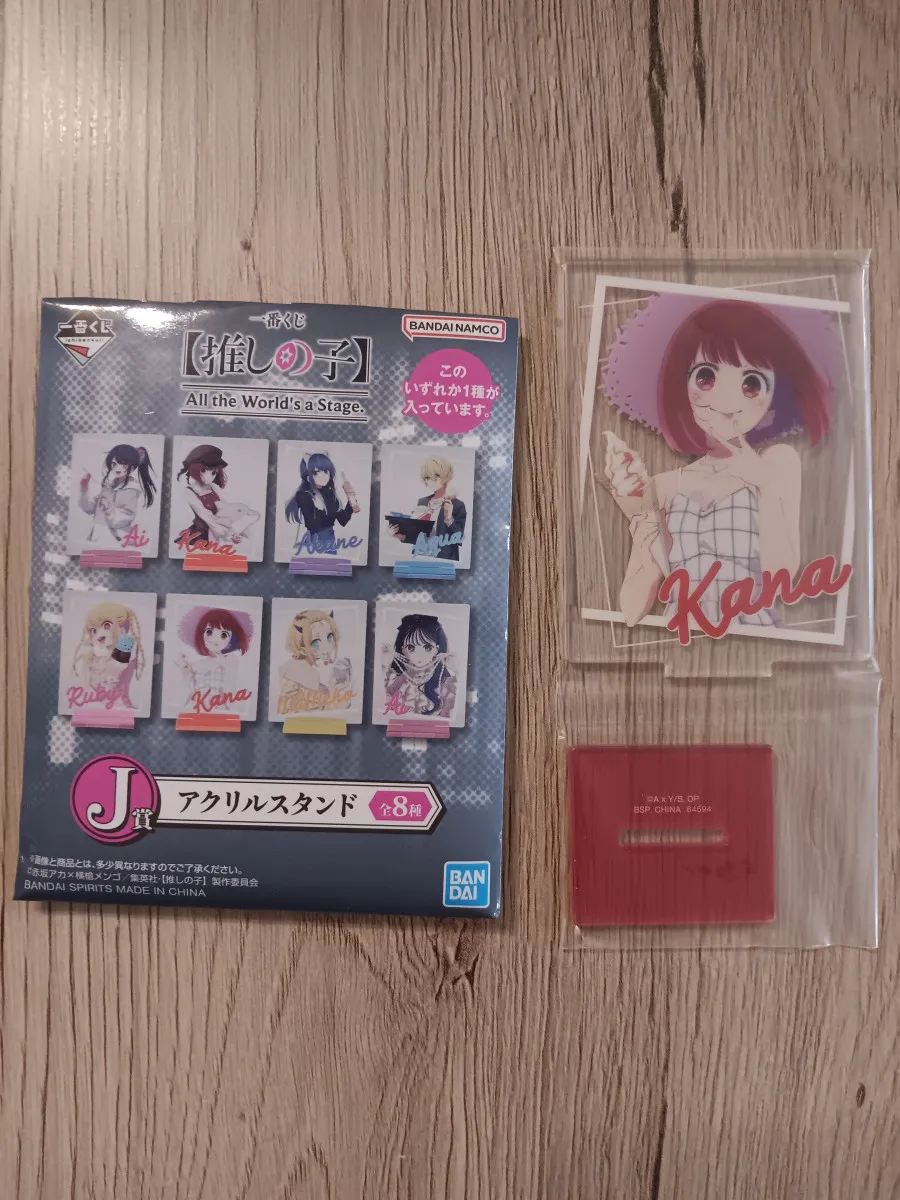 一番くじ
一番くじ
BANDAI NAMCO
【推しの子】
All the World's a Stage.
この
いずれか1種が
入っています。
Ai
Kana
Akane
Aqua
Ruby
Kana
Ai
J賞
アクリルスタンド
全8種
※画像と商品とは、多少異なりますのでご了承ください。
©赤坂アカ×横槍メンゴ/集英社・【推しの子】製作委員会
BANDAI SPIRITS MADE IN CHINA
BAN
DAI
Kana
©A x Y/S, OP
BSP. CHINA 84594